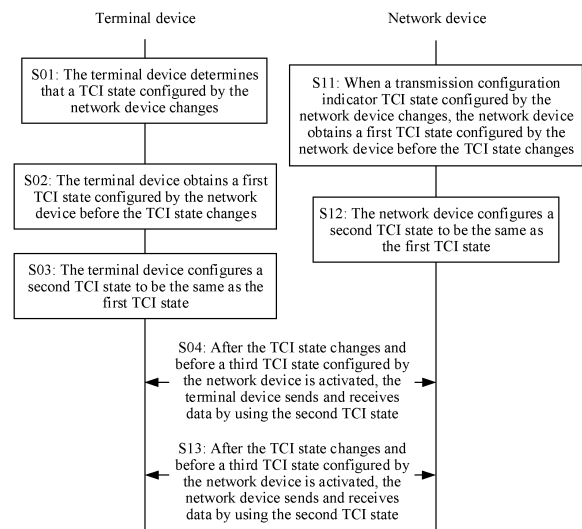 Terminal device
Network device
S01: The terminal device determines
that a TCI state configured by the
network device changes
S11: When a transmission configuration
indicator TCI state configured by the
network device changes, the network device
obtains a first TCI state configured by the
network device before the TCI state changes
S02: The terminal device obtains a first
TCI state configured by the network
device before the TCI state changes
S12: The network device configures a
second TCI state to be the same as
the first TCI state
S03: The terminal device configures a
second TCI state to be the same as the
first TCI state
S04: After the TCI state changes and
before a third TCI state configured by
the network device is activated, the
terminal device sends and receives
data by using the second TCI state
S13: After the TCI state changes and
before a third TCI state configured by
the network device is activated, the
network device sends and receives
data by using the second TCI state